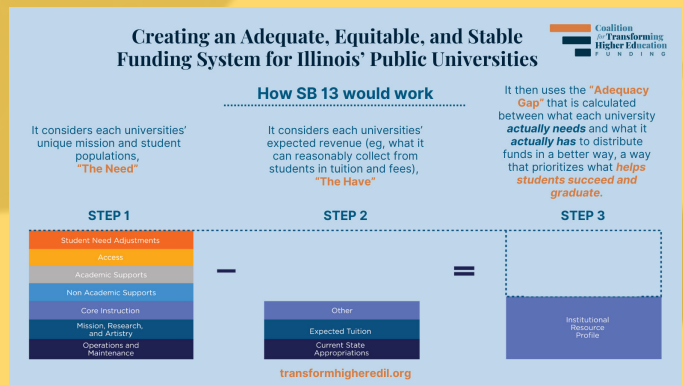 Creating an Adequate, Equitable, and Stable
Funding System for Illinois’ Public Universities
Coalition
for Transforming
Higher Education
FUNDING
How SB 13 would work
It considers each universities’
unique mission and student
populations,
“The Need”
It considers each universities’
expected revenue (eg, what it
can reasonably collect from
students in tuition and fees),
“The Have”
It then uses the “Adequacy
Gap” that is calculated
between what each university
actually needs and what it
actually has to distribute
funds in a better way, a way
that prioritizes what helps
students succeed and
graduate.
STEP 1
STEP 2
STEP 3
Student Need Adjustments
Access
Academic Supports
Non Academic Supports
Core Instruction
Mission, Research,
and Artistry
Operations and
Maintenance
–
Other
Expected Tuition
Current State
Appropriations
=
Institutional
Resource
Profile
transformhigheredil.org